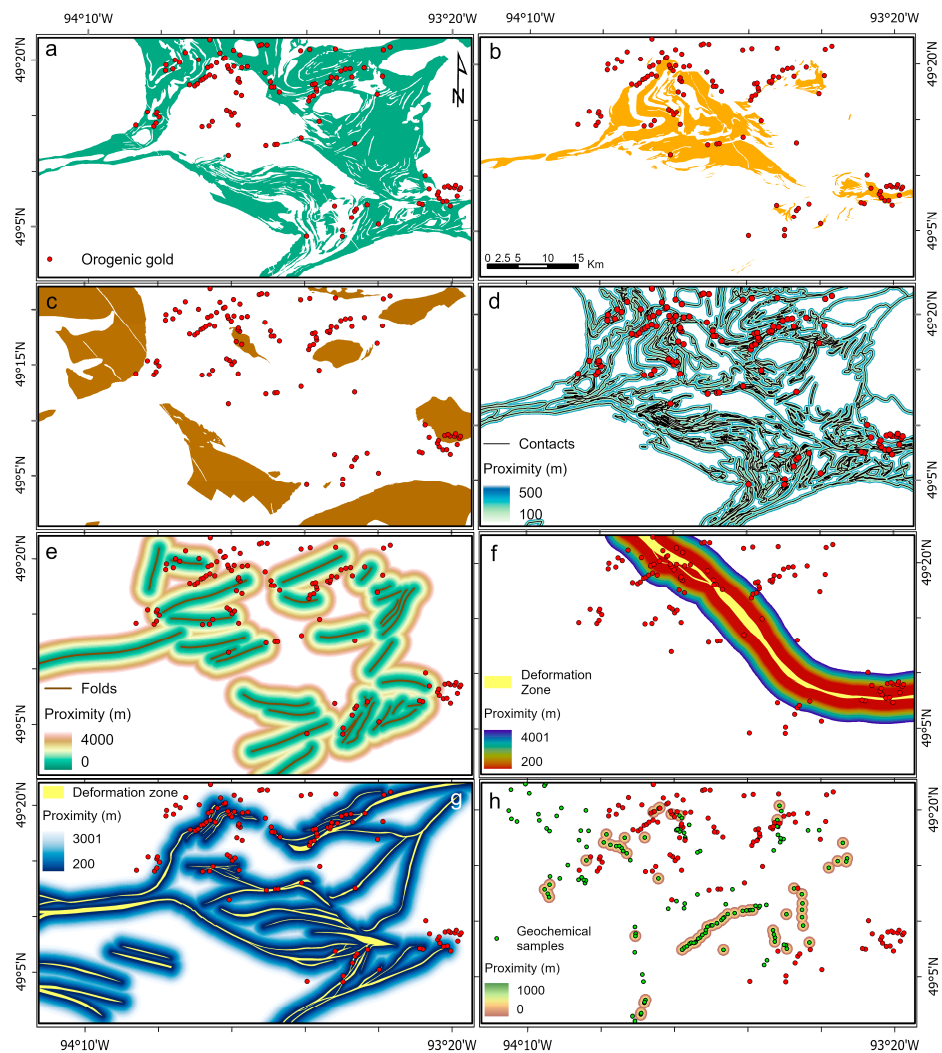 94°10'W 93°20'W
94°10'W 93°20'W
a
b
49°20'N
49°20'N
N
49°5'N
49°5'N
Orogenic gold
0 2.5 5 10 15
Km
c
d
49°15'N
49°20'N
Contacts
Proximity (m)
500
100
49°5'N
49°5'N
e
f
49°20'N
49°20'N
Folds
Proximity (m)
4000
0
Deformation
Zone
Proximity (m)
4001
200
49°5'N
49°5'N
Deformation zone
g
h
Proximity (m)
3001
200
49°20'N
49°20'N
Geochemical
samples
Proximity (m)
1000
0
49°5'N
49°5'N
94°10'W 93°20'W
94°10'W 93°20'W